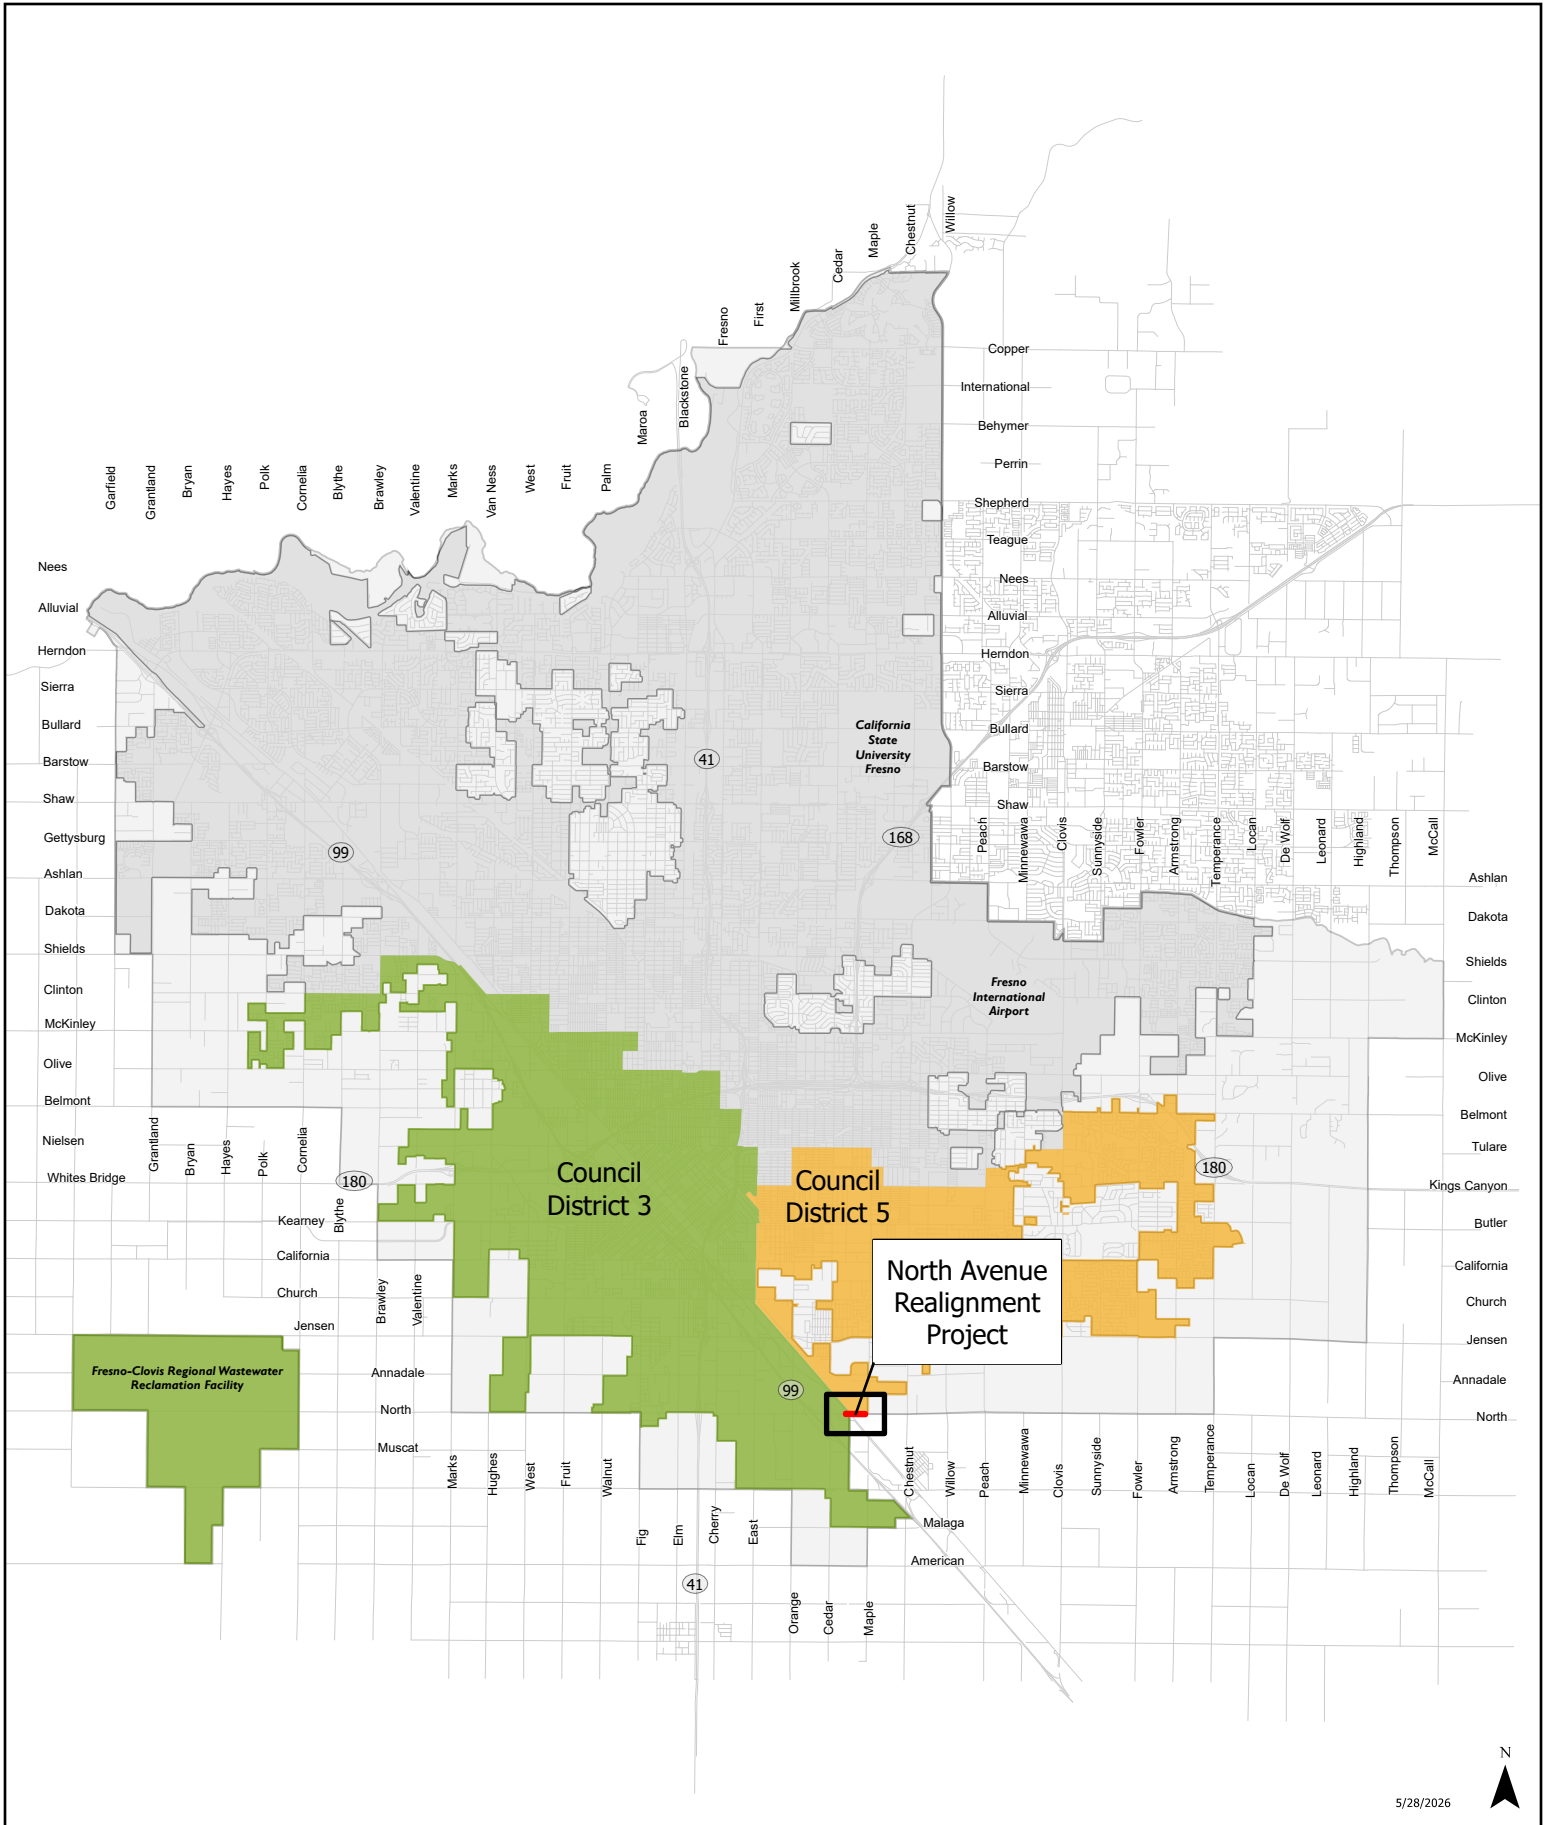 Willow
Chestnut
Maple
Cedar
Millbrook
First
Fresno
Blackstone
Maroa
Copper
International
Behymer
Perrin
Shepherd
Teague
Nees
Alluvial
Herndon
Sierra
Bullard
Barstow
Shaw
Garfield
Grantland
Bryan
Hayes
Polk
Cornelia
Blythe
Brawley
Valentine
Marks
Van Ness
West
Fruit
Palm
Nees
Alluvial
Herndon
Sierra
Bullard
Barstow
Shaw
Gettysburg
Ashlan
Dakota
Shields
Clinton
McKinley
Olive
Belmont
Nielsen
Whites Bridge
California
State
University
Fresno
41
168
99
Peach
Minnewawa
Clovis
Sunnyside
Fowler
Armstrong
Temperance
Locan
De Wolf
Leonard
Highland
Thompson
McCall
Ashlan
Dakota
Shields
Clinton
McKinley
Olive
Belmont
Tulare
Kings Canyon
Butler
California
Church
Jensen
Annadale
North
Fresno
International
Airport
Grantland
Bryan
Hayes
Polk
Cornelia
Blythe
180
180
Council
District 3
Council
District 5
North Avenue
Realignment
Project
Kearney
California
Church
Jensen
Brawley
Valentine
Annadale
North
Muscat
Fresno-Clovis Regional Wastewater
Reclamation Facility
99
Marks
Hughes
West
Fruit
Walnut
Fig
Elm
Cherry
East
Orange
Cedar
Maple
Chestnut
Willow
Peach
Minnewawa
Clovis
Sunnyside
Fowler
Armstrong
Temperance
Locan
De Wolf
Leonard
Highland
Thompson
McCall
Malaga
American
41
N
5/28/2026